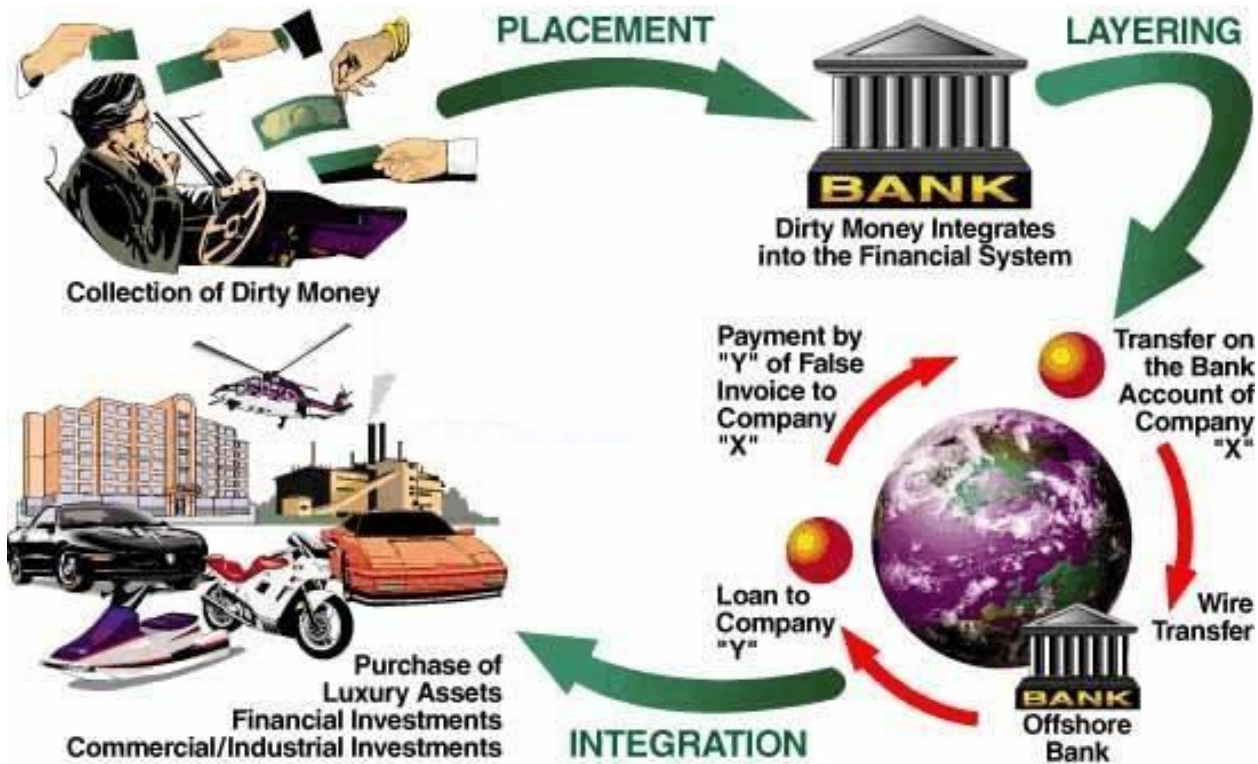 PLACEMENT
LAYERING
BANK
Dirty Money Integrates
into the Financial System
Collection of Dirty Money
Payment by
"Y" of False
Invoice to
Company
"X"
Transfer on
the Bank
Account of
Company
"X"
Wire
Transfer
BANK
Offshore
Bank
Loan to
Company
"Y"
INTEGRATION
Purchase of
Luxury Assets
Financial Investments
Commercial/Industrial Investments